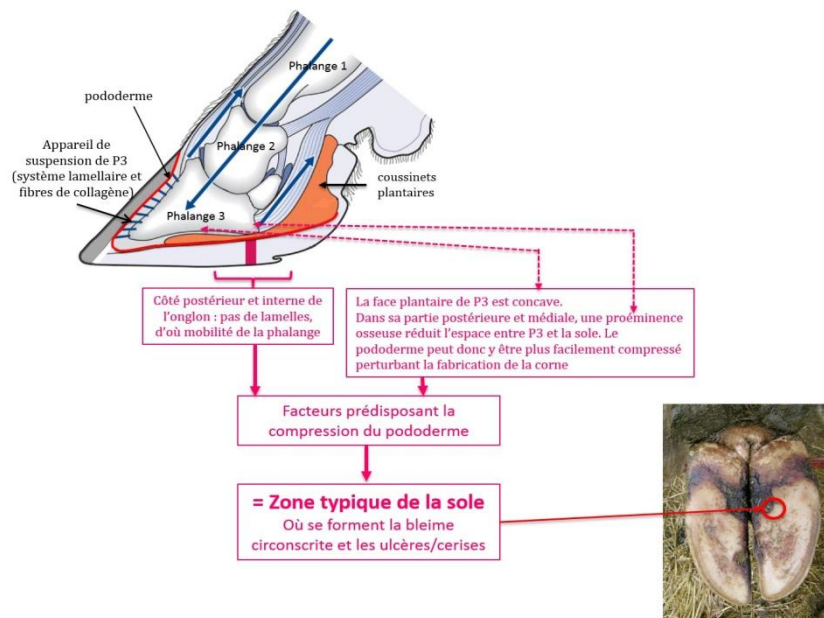 Phalange 1
pododerme
Appareil de
suspension de P3
(système lamellaire et
fibres de collagène)
Phalange 2
coussinets
plantaires
Phalange 3
Côté postérieur et interne de
l'onglon : pas de lamelles,
d'où mobilité de la phalange
La face plantaire de P3 est concave.
Dans sa partie postérieure et médiale, une proéminence
osseuse réduit l'espace entre P3 et la sole. Le
pododerme peut donc y être plus facilement compressé
perturbant la fabrication de la corne
Facteurs prédisposant la
compression du pododerme
= Zone typique de la sole
Où se forment la bleime
circonscrite et les ulcères/cerises